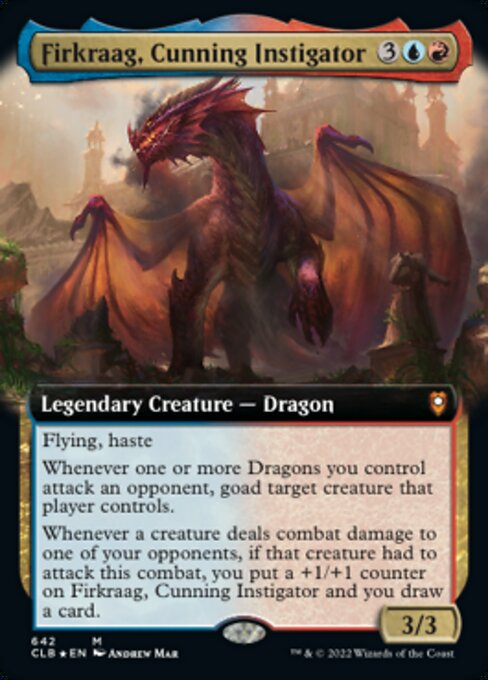 Firkraag, Cunning Instigator 3
Legendary Creature — Dragon
Flying, haste
Whenever one or more Dragons you control
attack an opponent, goad target creature that
player controls.
Whenever a creature deals combat damage to
one of your opponents, if that creature had to
attack this combat, you put a +1/+1 counter
on Firkraag, Cunning Instigator and you draw
a card.
3/3
642 M
CLB ★ EN Andrew Mar
™ & © 2022 Wizards of the Coast